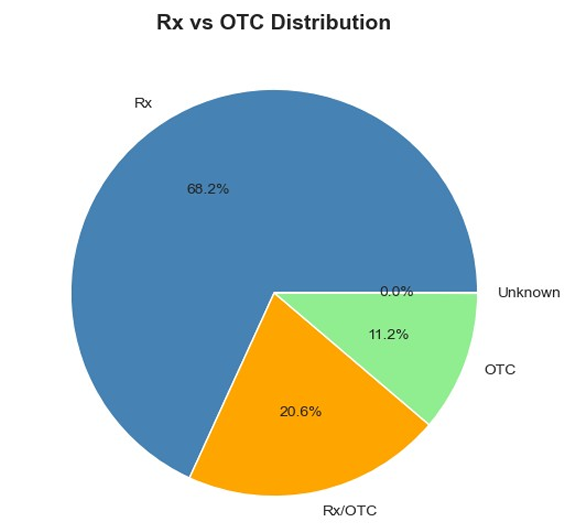 Rx vs OTC Distribution
Rx
68.2%
0.0%
Unknown
11.2%
OTC
20.6%
Rx/OTC